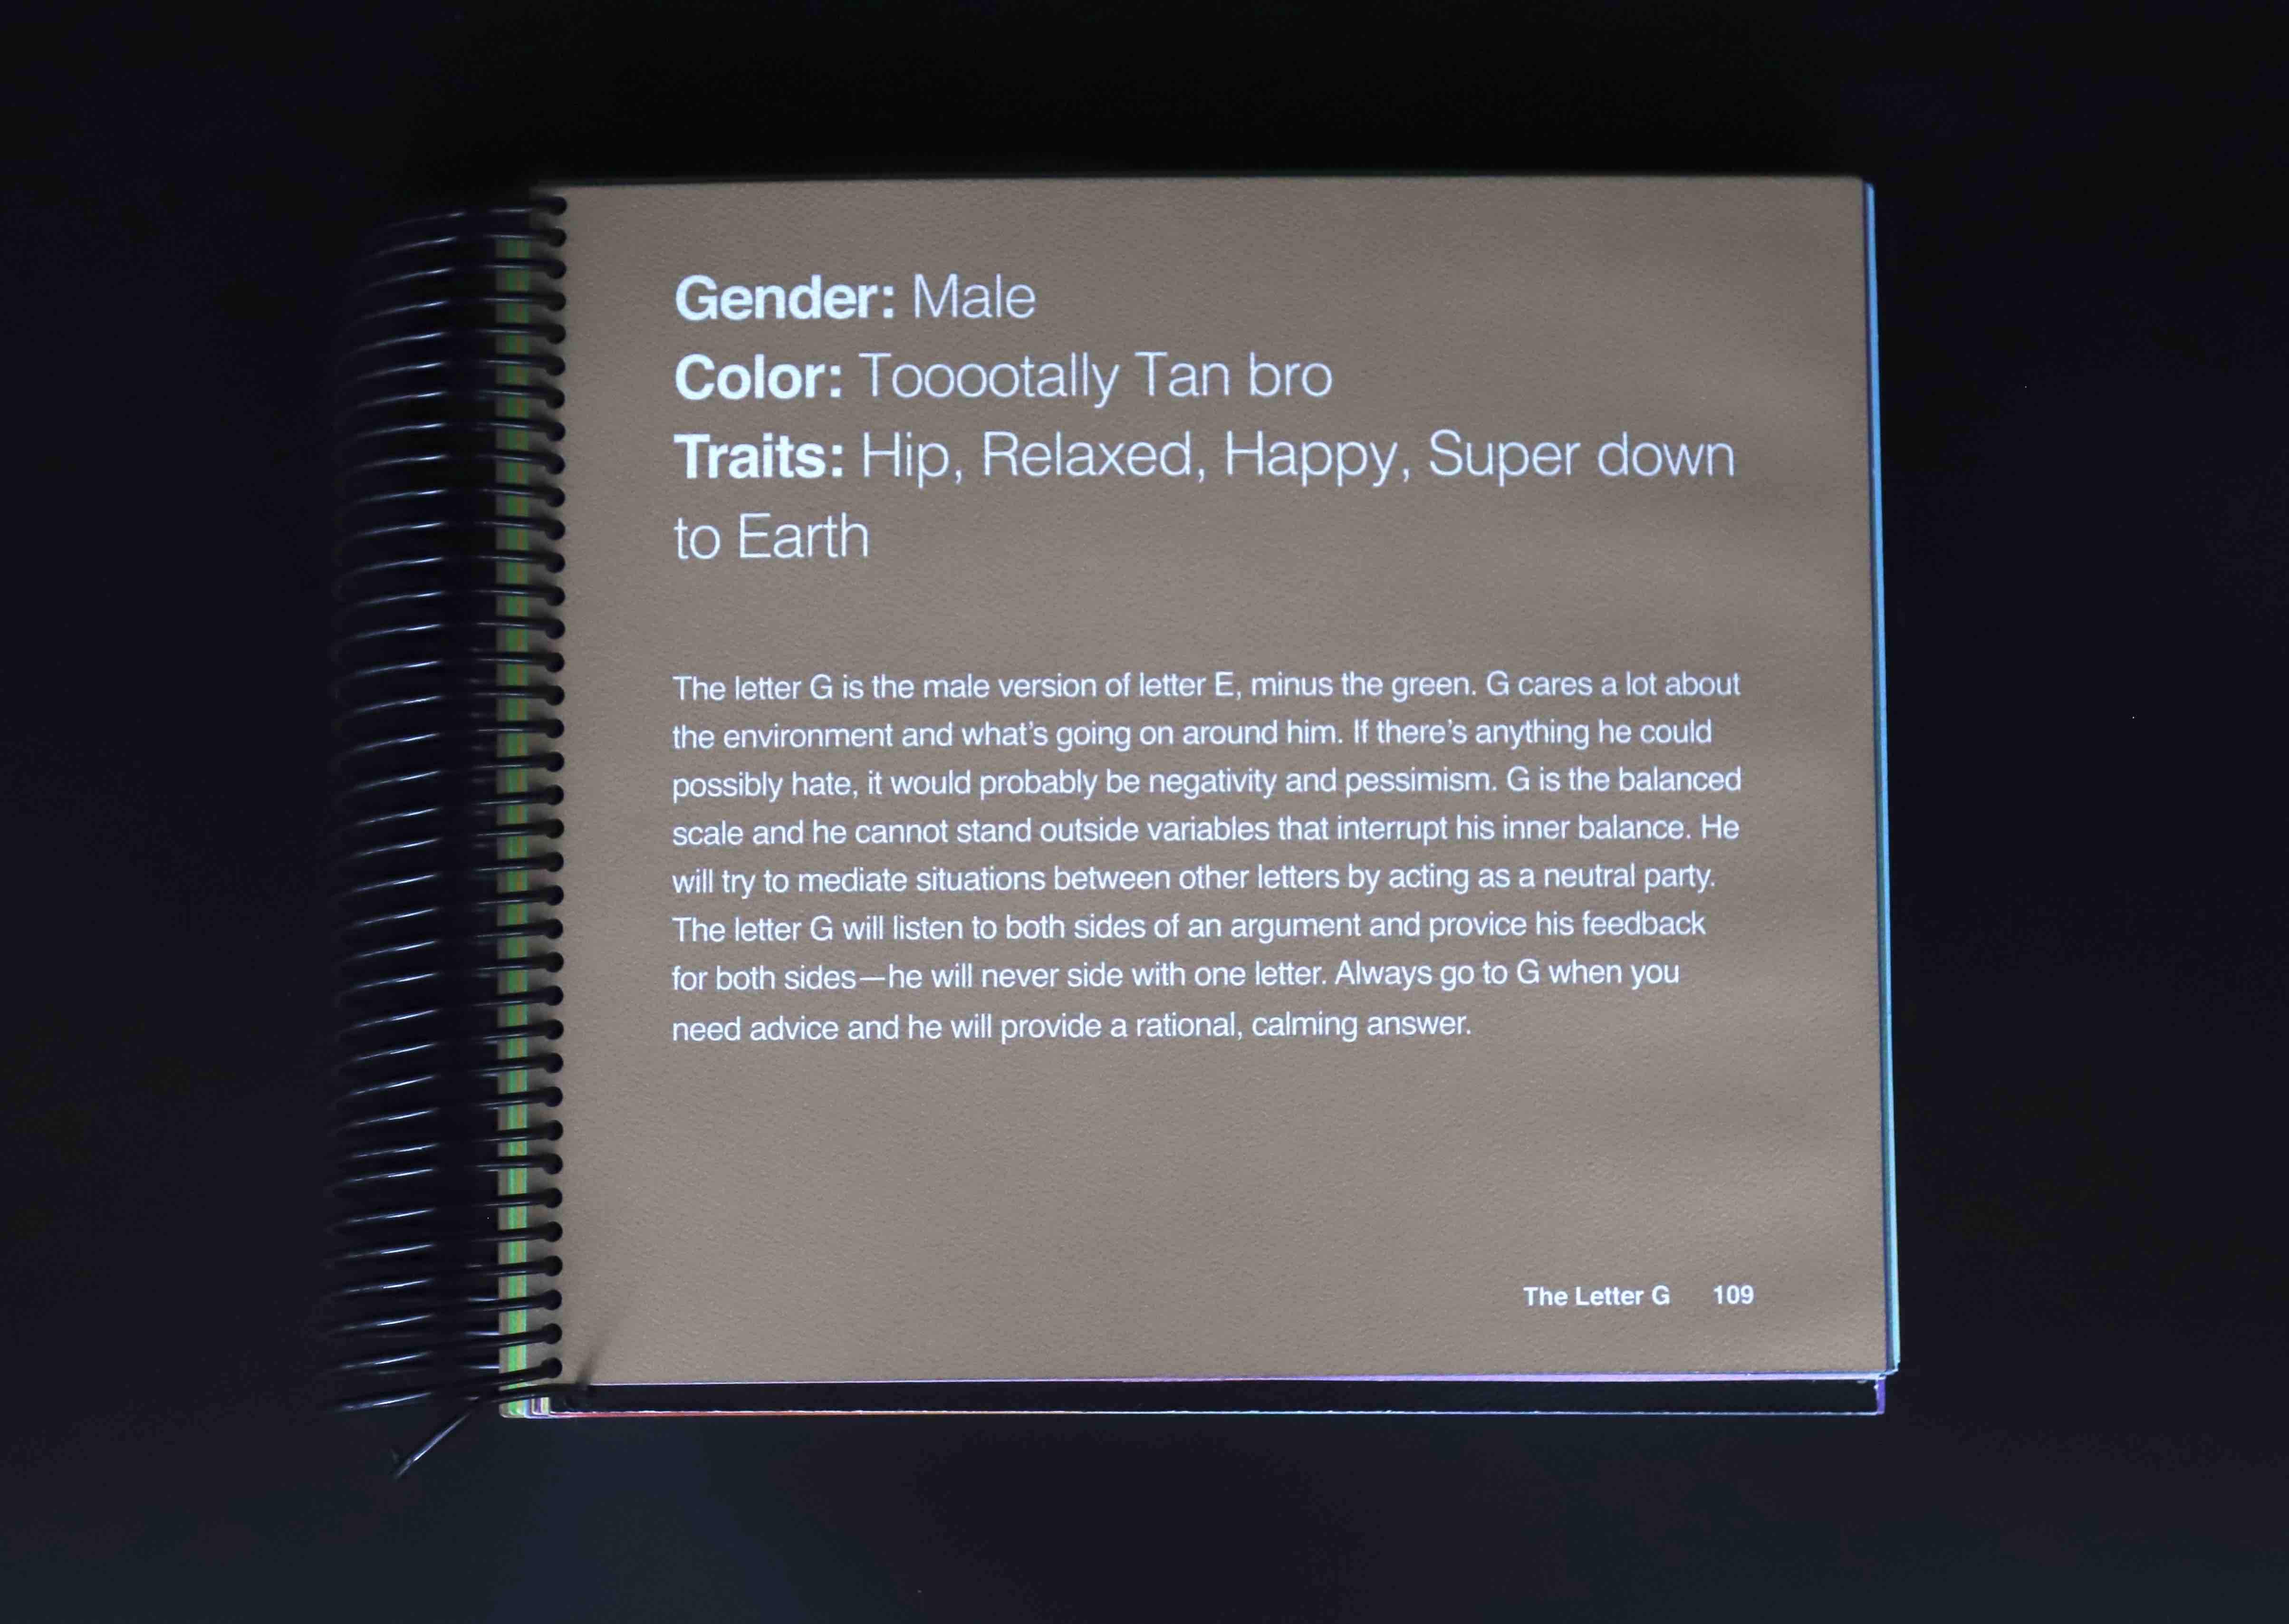 Gender: Male
Color: Tooootally Tan bro
Traits: Hip, Relaxed, Happy, Super down
to Earth
The letter G is the male version of letter E, minus the green. G cares a lot about
the environment and what's going on around him. If there's anything he could
possibly hate, it would probably be negativity and pessimism. G is the balanced
scale and he cannot stand outside variables that interrupt his inner balance. He
will try to mediate situations between other letters by acting as a neutral party.
The letter G will listen to both sides of an argument and provice his feedback
for both sides—he will never side with one letter. Always go to G when you
need advice and he will provide a rational, calming answer.
The Letter G 109